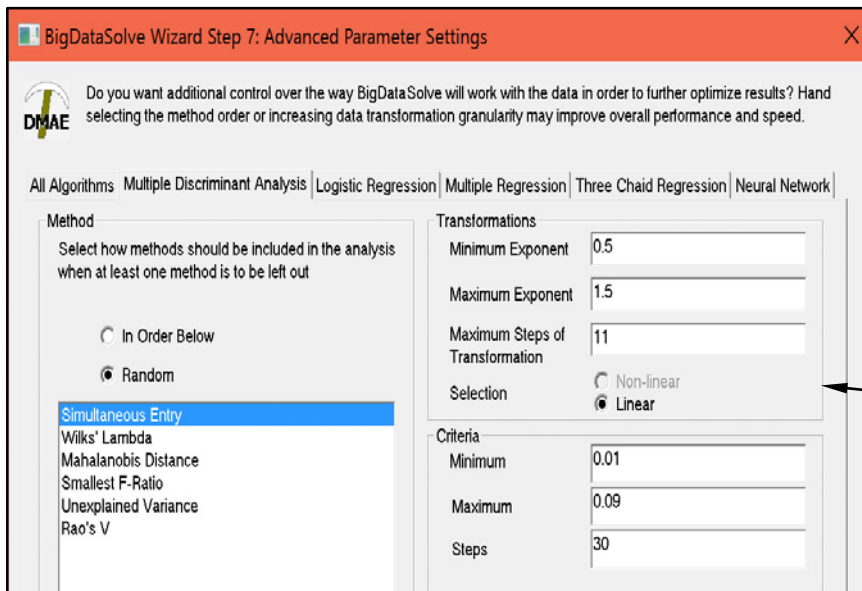 BigDataSolve Wizard Step 7: Advanced Parameter Settings
X
DMAE
Do you want additional control over the way BigDataSolve will work with the data in order to further optimize results? Hand
selecting the method order or increasing data transformation granularity may improve overall performance and speed.
All Algorithms Multiple Discriminant Analysis Logistic Regression Multiple Regression Three Chaid Regression Neural Network
Method
Select how methods should be included in the analysis
when at least one method is to be left out
In Order Below
Random
Simultaneous Entry
Wilks' Lambda
Mahalanobis Distance
Smallest F-Ratio
Unexplained Variance
Rao's V
Transformations
Minimum Exponent 0.5
Maximum Exponent 1.5
Maximum Steps of 11
Transformation
Selection
Non-linear
Linear
Criteria
Minimum 0.01
Maximum 0.09
Steps 30